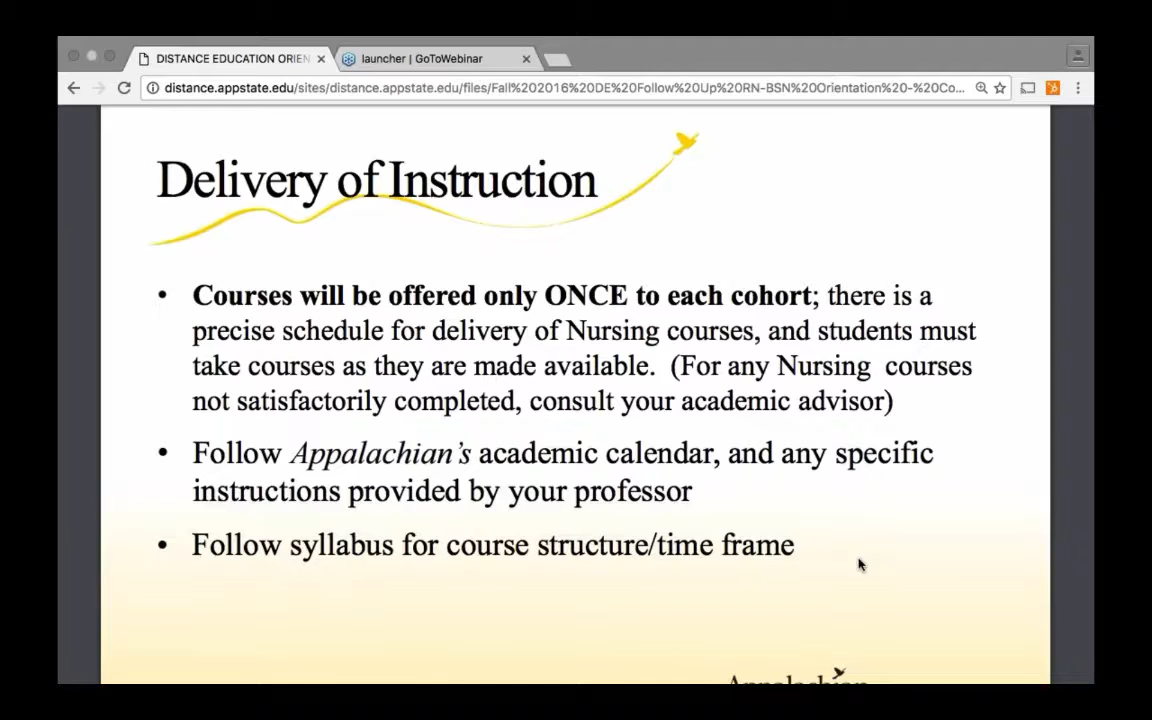 DISTANCE EDUCATION ORIEN
launcher | GoToWebinar
distance.appstate.edu/sites/distance.appstate.edu/files/Fall%202016%20DE%20Follow%20Up%20RN-BSN%20Orientation%20-%20Co...
Delivery of Instruction
• Courses will be offered only ONCE to each cohort; there is a
precise schedule for delivery of Nursing courses, and students must
take courses as they are made available. (For any Nursing courses
not satisfactorily completed, consult your academic advisor)
• Follow Appalachian's academic calendar, and any specific
instructions provided by your professor
• Follow syllabus for course structure/time frame
Appalachian